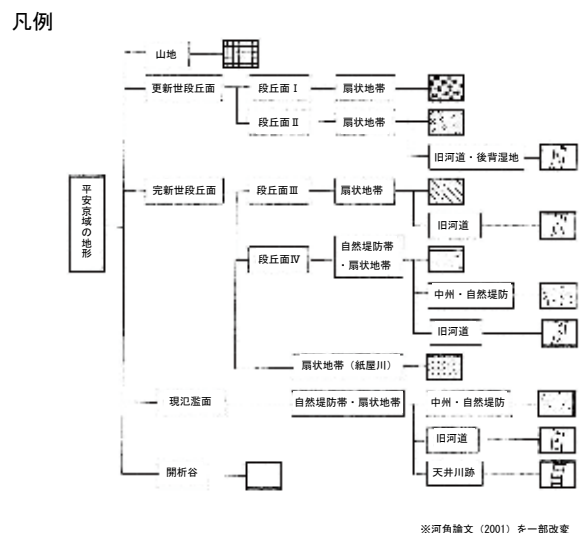 凡例
山地
更新世段丘面
段丘面Ⅰ
扇状地帯
段丘面Ⅱ
扇状地帯
旧河道・後背湿地
平安京域の地形
完新世段丘面
段丘面Ⅲ
扇状地帯
旧河道
段丘面Ⅳ
自然堤防帯
・扇状地帯
中州・自然堤防
旧河道
扇状地帯（紙屋川）
現氾濫面
自然堤防帯・扇状地帯
中州・自然堤防
旧河道
天井川跡
開析谷
※河角論文（2001）を一部改変